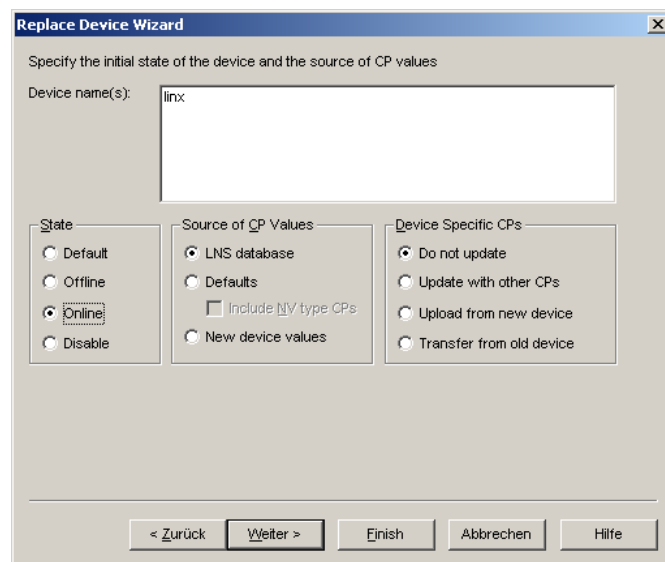 Replace Device Wizard
Specify the initial state of the device and the source of CP values
Device name(s):
linx
State
Default
Offline
Online
Disable
Source of CP Values
LNS database
Defaults
Include NV type CPs
New device values
Device Specific CPs
Do not update
Update with other CPs
Upload from new device
Transfer from old device
< Zurück
Weiter >
Finish
Abbrechen
Hilfe